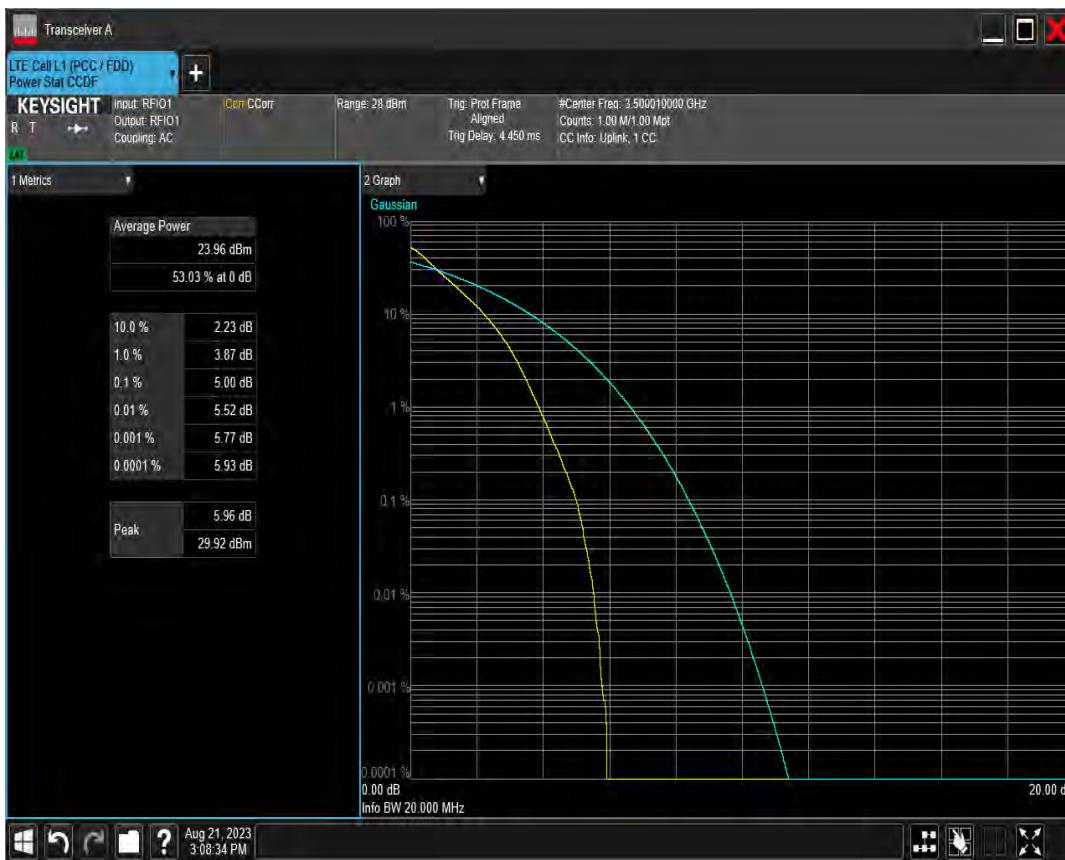 Transceiver A
LTE Cell L1 (PCC / FDD)
Power Stat CCDF
KEYSIGHT
R T
LNI
Input: RFIO1
Output: RFIO1
Coupling: AC
Corr CCorr
Range: 28 dBm
Trig: Prot Frame
Aligned
Trig Delay: 4.450 ms
#Center Freq: 3.500010000 GHz
Counts: 1.00 M/1.00 Mpt
CC Info: Uplink, 1 CC
1 Metrics
Average Power
23.96 dBm
53.03 % at 0 dB
10.0 % 2.23 dB
1.0 % 3.87 dB
0.1 % 5.00 dB
0.01 % 5.52 dB
0.001 % 5.77 dB
0.0001 % 5.93 dB
Peak
5.96 dB
29.92 dBm
2 Graph
Gaussian
100 %
10 %
1 %
0.1 %
0.01 %
0.001 %
0.0001 %
0.00 dB
20.00 d
Info BW 20.000 MHz
?
Aug 21, 2023
3:08:34 PM